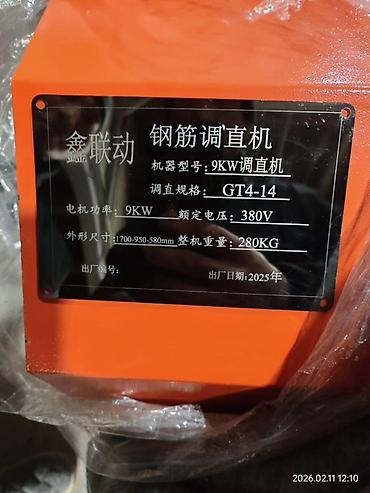 鑫联动 钢筋调直机
机器型号:9KW调直机
调直规格: GT4-14
电机功率: 9KW 额定电压: 380V
外形尺寸:1700-950-580mm 整机重量: 280KG
出厂编号: 出厂日期:2025年
2026.02.11 12:10